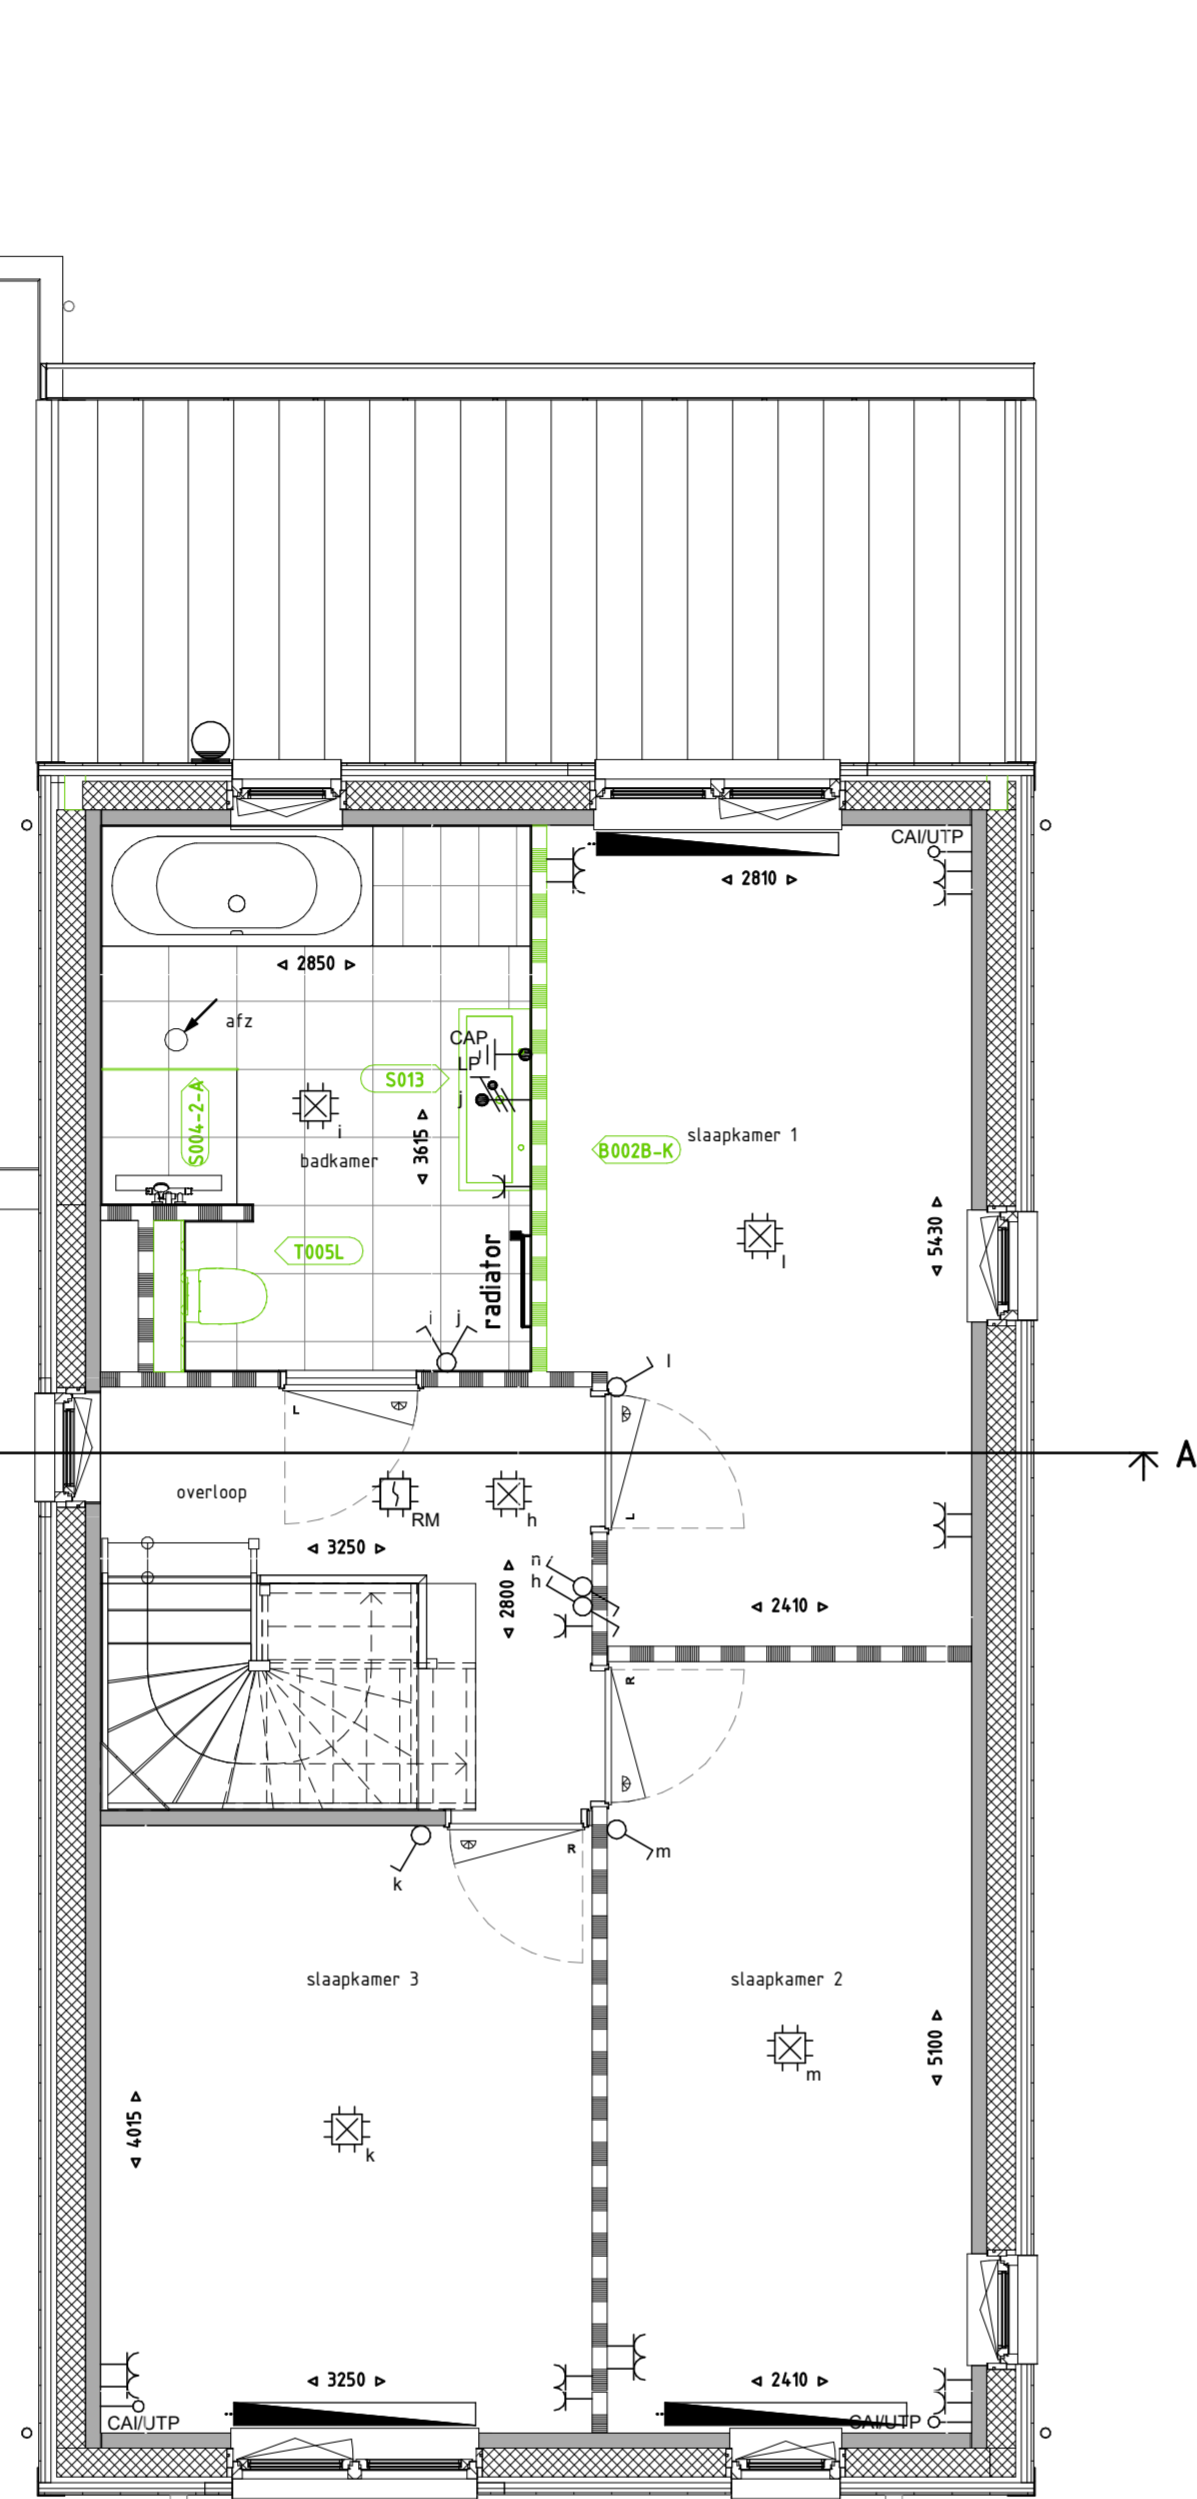 CAI/UTP
2810
2850
afz
CAP
LP
S013
j
S004-2-A
i
3615
badkamer
slaapkamer 1
B002B-K
5430
T005L
radiator
l
i j
l
L
L
A
overloop
RM
h
n
h
3250
2800
2410
R
R
m
k
slaapkamer 3
slaapkamer 2
5100
m
4015
k
3250
2410
CAI/UTP
CAI/UTP